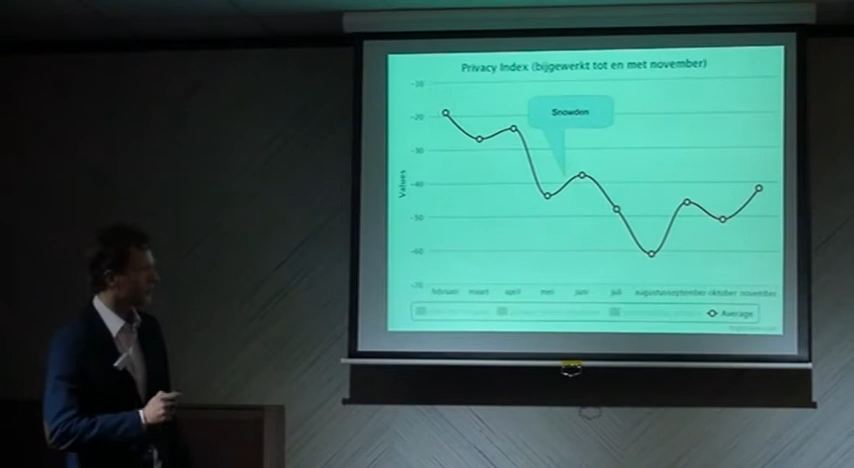 Privacy Index (bijgewerkt tot en met november)
-10
-20
-30
-40
-50
-60
-70
Values
Snowden
februari maart april mei juni juli augustus september oktober november
Average